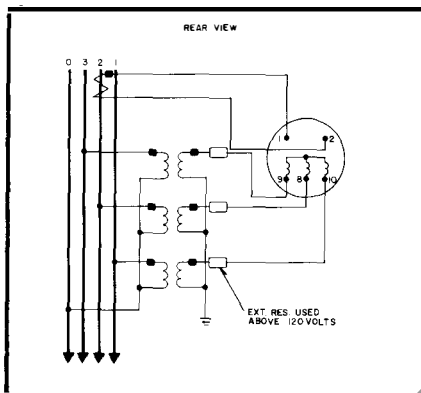 REAR VIEW
0 3 2 1
1 2
9 8 10
EXT. RES. USED
ABOVE 120 VOLTS